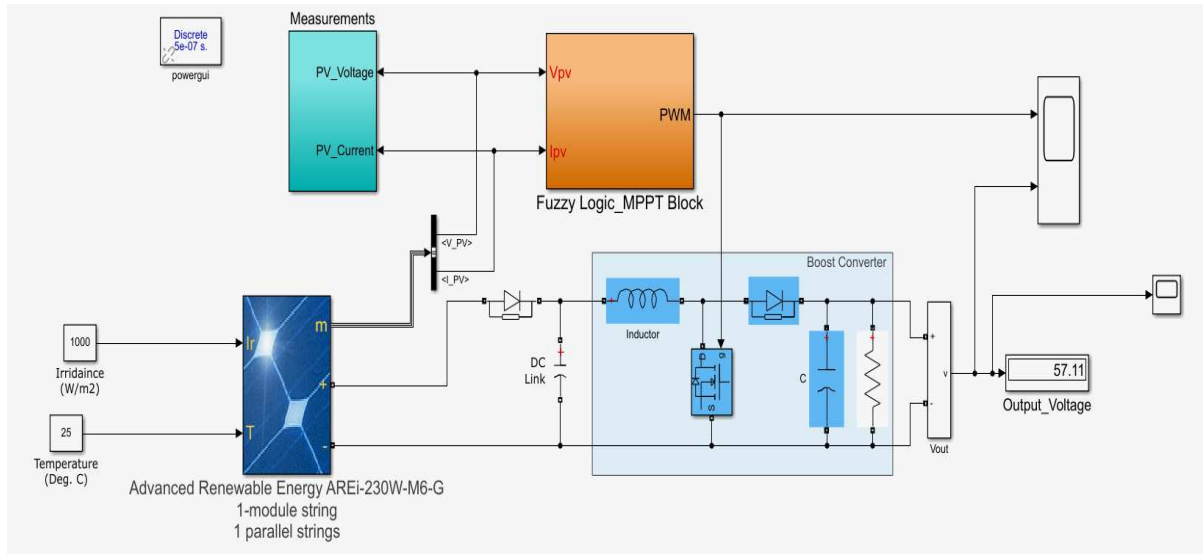 Discrete
5e-07 s.
powergui
Measurements
PV_Voltage
PV_Current
Vpv
Ipv
PWM
Fuzzy Logic_MPPT Block
<V_PV>
<I_PV>
Boost Converter
Inductor
1000
Irridaince
(W/m2)
25
Temperature
(Deg. C)
Ir
T
m
+
-
DC
Link
+
+
g
D
S
+
C
+
+
-
v
Vout
57.11
Output_Voltage
Advanced Renewable Energy AREi-230W-M6-G
1-module string
1 parallel strings